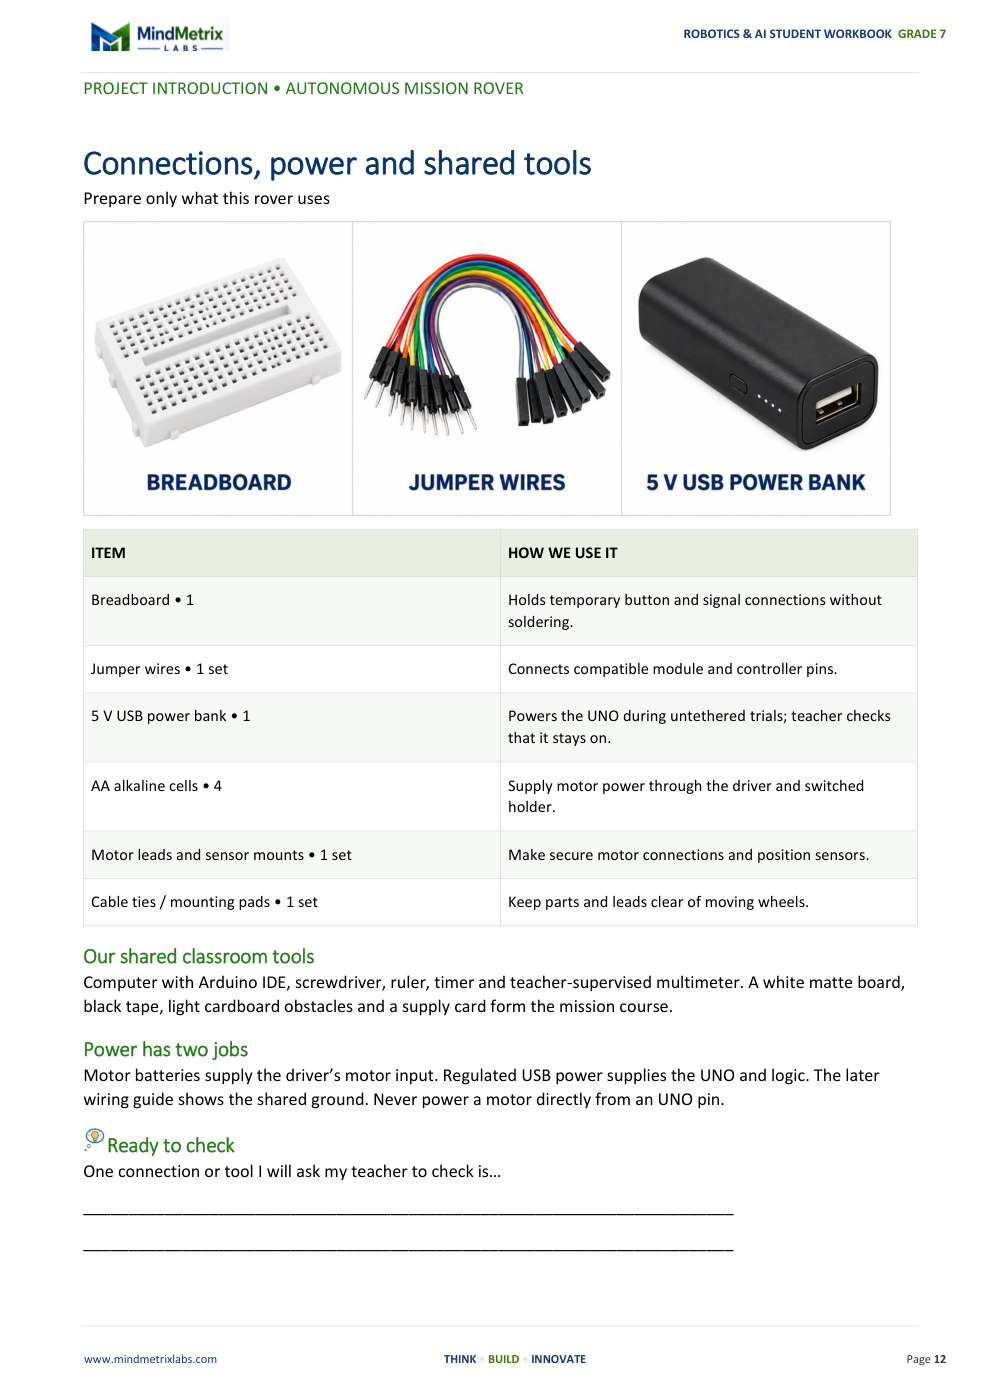 MindMetrix
LABS
ROBOTICS & AI STUDENT WORKBOOK GRADE 7
PROJECT INTRODUCTION • AUTONOMOUS MISSION ROVER
Connections, power and shared tools
Prepare only what this rover uses
BREADBOARD
JUMPER WIRES
5 V USB POWER BANK
ITEM
HOW WE USE IT
Breadboard • 1
Holds temporary button and signal connections without
soldering.
Jumper wires • 1 set
Connects compatible module and controller pins.
5 V USB power bank • 1
Powers the UNO during untethered trials; teacher checks
that it stays on.
AA alkaline cells • 4
Supply motor power through the driver and switched
holder.
Motor leads and sensor mounts • 1 set
Make secure motor connections and position sensors.
Cable ties / mounting pads • 1 set
Keep parts and leads clear of moving wheels.
Our shared classroom tools
Computer with Arduino IDE, screwdriver, ruler, timer and teacher-supervised multimeter. A white matte board,
black tape, light cardboard obstacles and a supply card form the mission course.
Power has two jobs
Motor batteries supply the driver’s motor input. Regulated USB power supplies the UNO and logic. The later
wiring guide shows the shared ground. Never power a motor directly from an UNO pin.
Ready to check
One connection or tool I will ask my teacher to check is…
www.mindmetrixlabs.com
THINK • BUILD • INNOVATE
Page 12